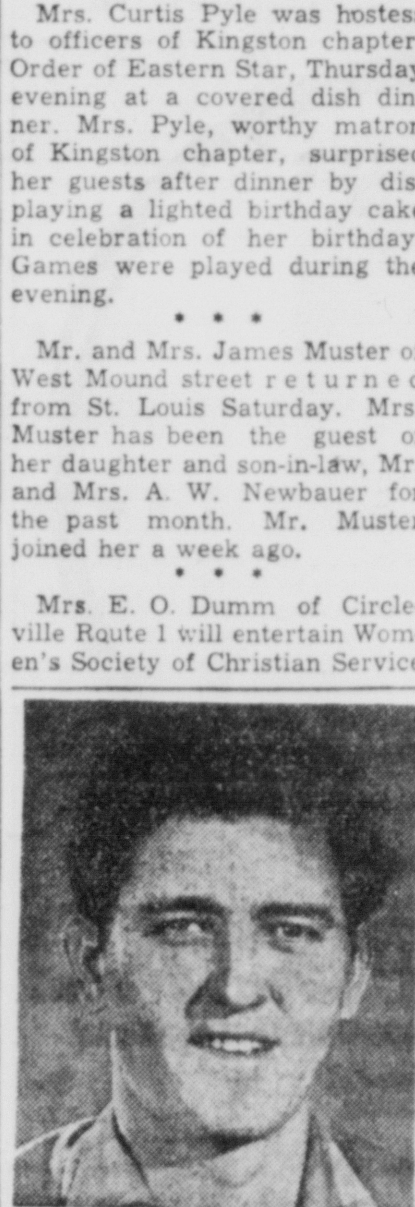 Mrs. Curtis Pyle was hostes
to officers of Kingston chapter
Order of Eastern Star, Thursday
evening at a covered dish din
ner. Mrs. Pyle, worthy matron
of Kingston chapter, surprised
her guests after dinner by dis
playing a lighted birthday cake
in celebration of her birthday
Games were played during the
evening.
* * *
Mr. and Mrs. James Muster o
West Mound street returned
from St. Louis Saturday. Mrs
Muster has been the guest o
her daughter and son-in-law, Mr
and Mrs. A. W. Newbauer for
the past month. Mr. Muster
joined her a week ago.
* * *
Mrs. E. O. Dumm of Circle
ville Route 1 will entertain Wom
en's Society of Christian Service